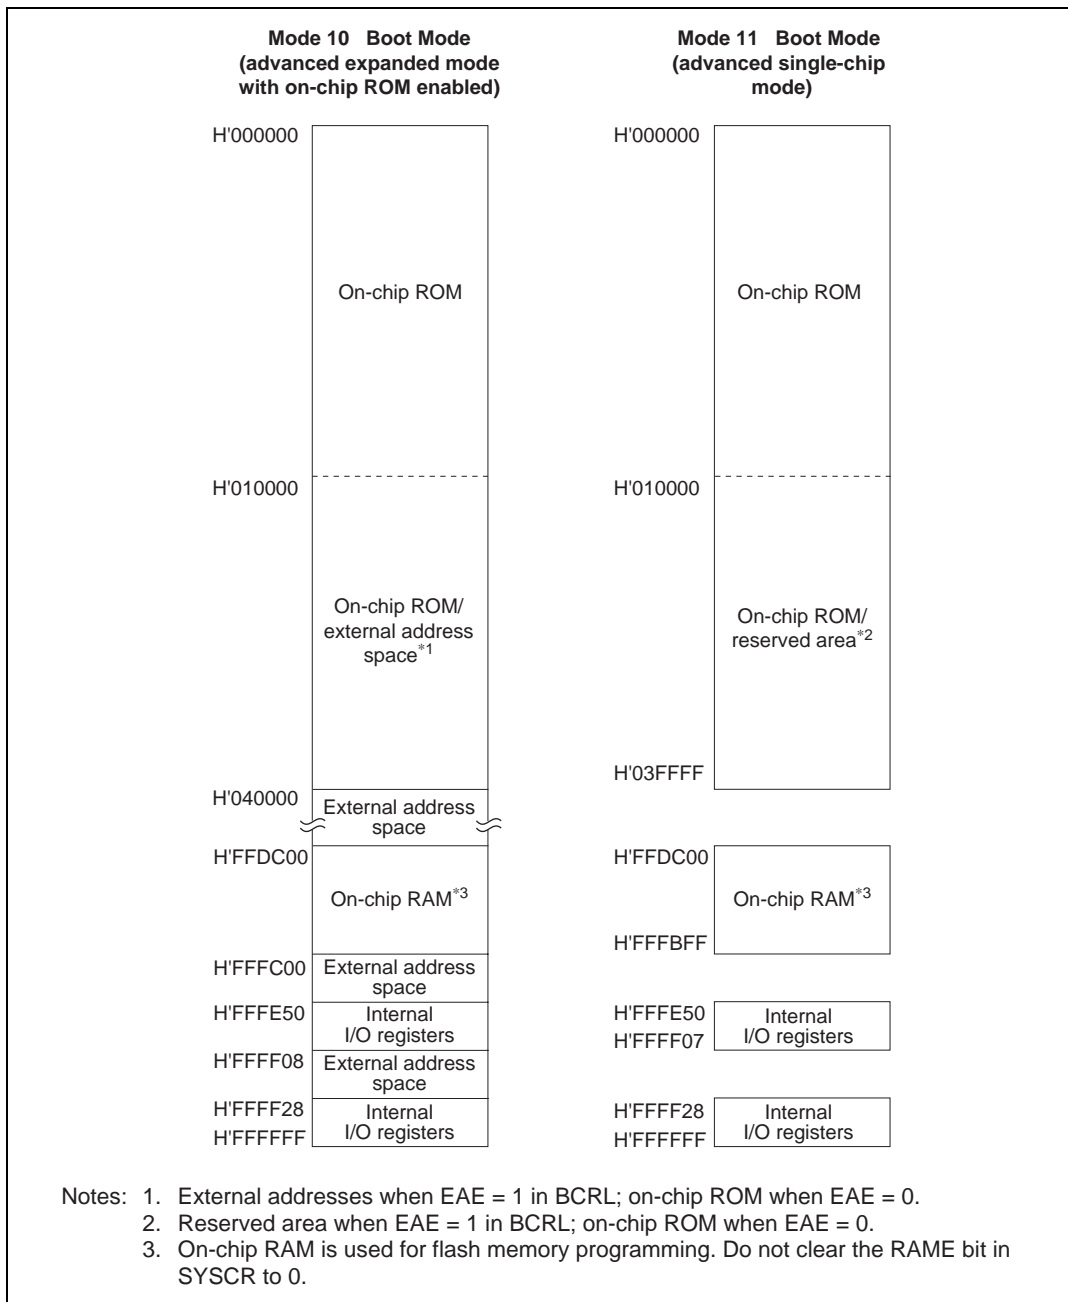 Mode 10 Boot Mode
(advanced expanded mode
with on-chip ROM enabled)
H'000000
On-chip ROM
H'010000
On-chip ROM/
external address
space*1
H'040000
External address
space
H'FFDC00
On-chip RAM*3
H'FFFC00
External address
space
H'FFFE50
Internal
I/O registers
H'FFFF08
External address
space
H'FFFF28
Internal
I/O registers
H'FFFFFF
Mode 11 Boot Mode
(advanced single-chip
mode)
H'000000
On-chip ROM
H'010000
On-chip ROM/
reserved area*2
H'03FFFF
H'FFDC00
On-chip RAM*3
H'FFFBFF
H'FFFE50
Internal
I/O registers
H'FFFF07
H'FFFF28
Internal
I/O registers
H'FFFFFF
Notes: 1. External addresses when EAE = 1 in BCRL; on-chip ROM when EAE = 0.
2. Reserved area when EAE = 1 in BCRL; on-chip ROM when EAE = 0.
3. On-chip RAM is used for flash memory programming. Do not clear the RAME bit in
SYSCR to 0.